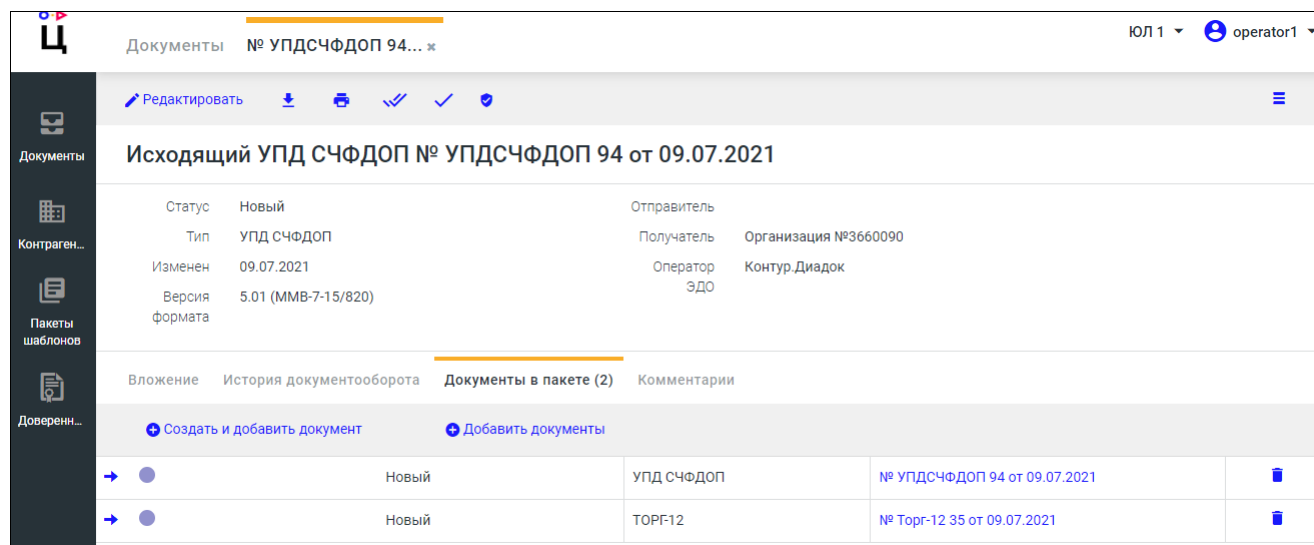 Ц
Документы № УПДСЧФДОП 94... ×
ЮЛ 1 operator1
Редактировать
Документы
Контраген...
Пакеты
шаблонов
Доверенн...
Исходящий УПД СЧФДОП № УПДСЧФДОП 94 от 09.07.2021
Статус Новый
Тип УПД СЧФДОП
Изменен 09.07.2021
Версия
формата 5.01 (ММВ-7-15/820)
Отправитель
Получатель Организация №3660090
Оператор
ЭДО Контур.Диадок
Вложение История документооборота Документы в пакете (2) Комментарии
Создать и добавить документ Добавить документы
Новый УПД СЧФДОП № УПДСЧФДОП 94 от 09.07.2021
Новый ТОРГ-12 № Торг-12 35 от 09.07.2021